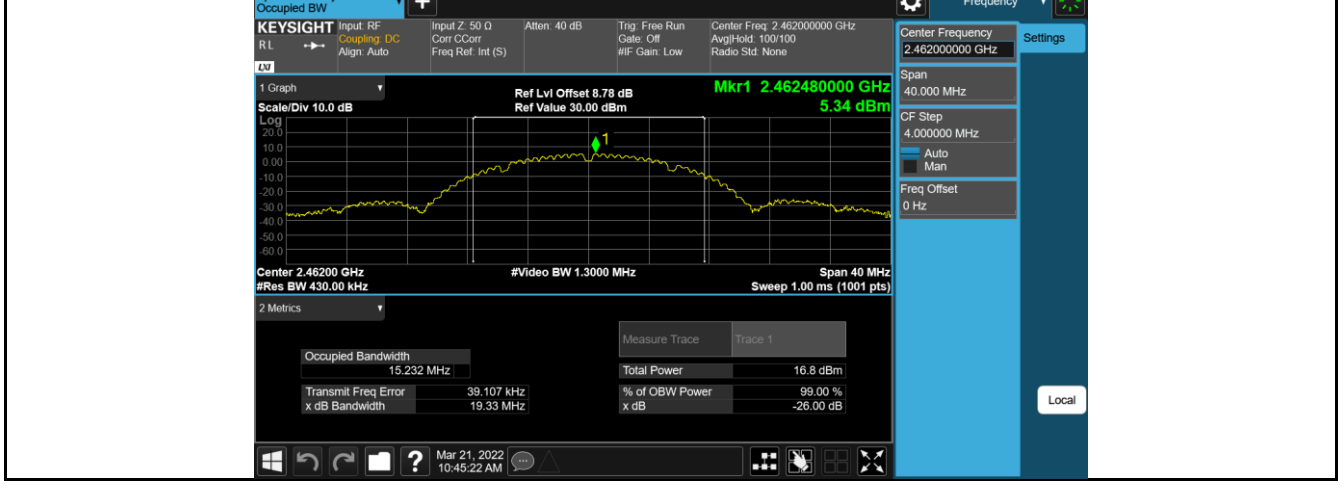 Occupied BW
Frequency
KEYSIGHT
R L
LXI
Input: RF
Coupling: DC
Align: Auto
Input Z: 50 Ω
Corr CCorr
Freq Ref: Int (S)
Atten: 40 dB
Trig: Free Run
Gate: Off
#IF Gain: Low
Center Freq: 2.462000000 GHz
Avg|Hold: 100/100
Radio Std: None
Center Frequency
2.462000000 GHz
Settings
Span
40.000 MHz
CF Step
4.000000 MHz
Auto
Man
Freq Offset
0 Hz
1 Graph
Scale/Div 10.0 dB
Ref Lvl Offset 8.78 dB
Ref Value 30.00 dBm
Mkr1 2.462480000 GHz
5.34 dBm
Log
20.0
10.0
0.00
-10.0
-20.0
-30.0
-40.0
-50.0
-60.0
1
Center 2.46200 GHz
#Res BW 430.00 kHz
#Video BW 1.3000 MHz
Span 40 MHz
Sweep 1.00 ms (1001 pts)
2 Metrics
Measure Trace
Trace 1
Occupied Bandwidth
15.232 MHz
Total Power
16.8 dBm
Transmit Freq Error
39.107 kHz
% of OBW Power
99.00 %
x dB Bandwidth
19.33 MHz
x dB
-26.00 dB
Local
?
Mar 21, 2022
10:45:22 AM